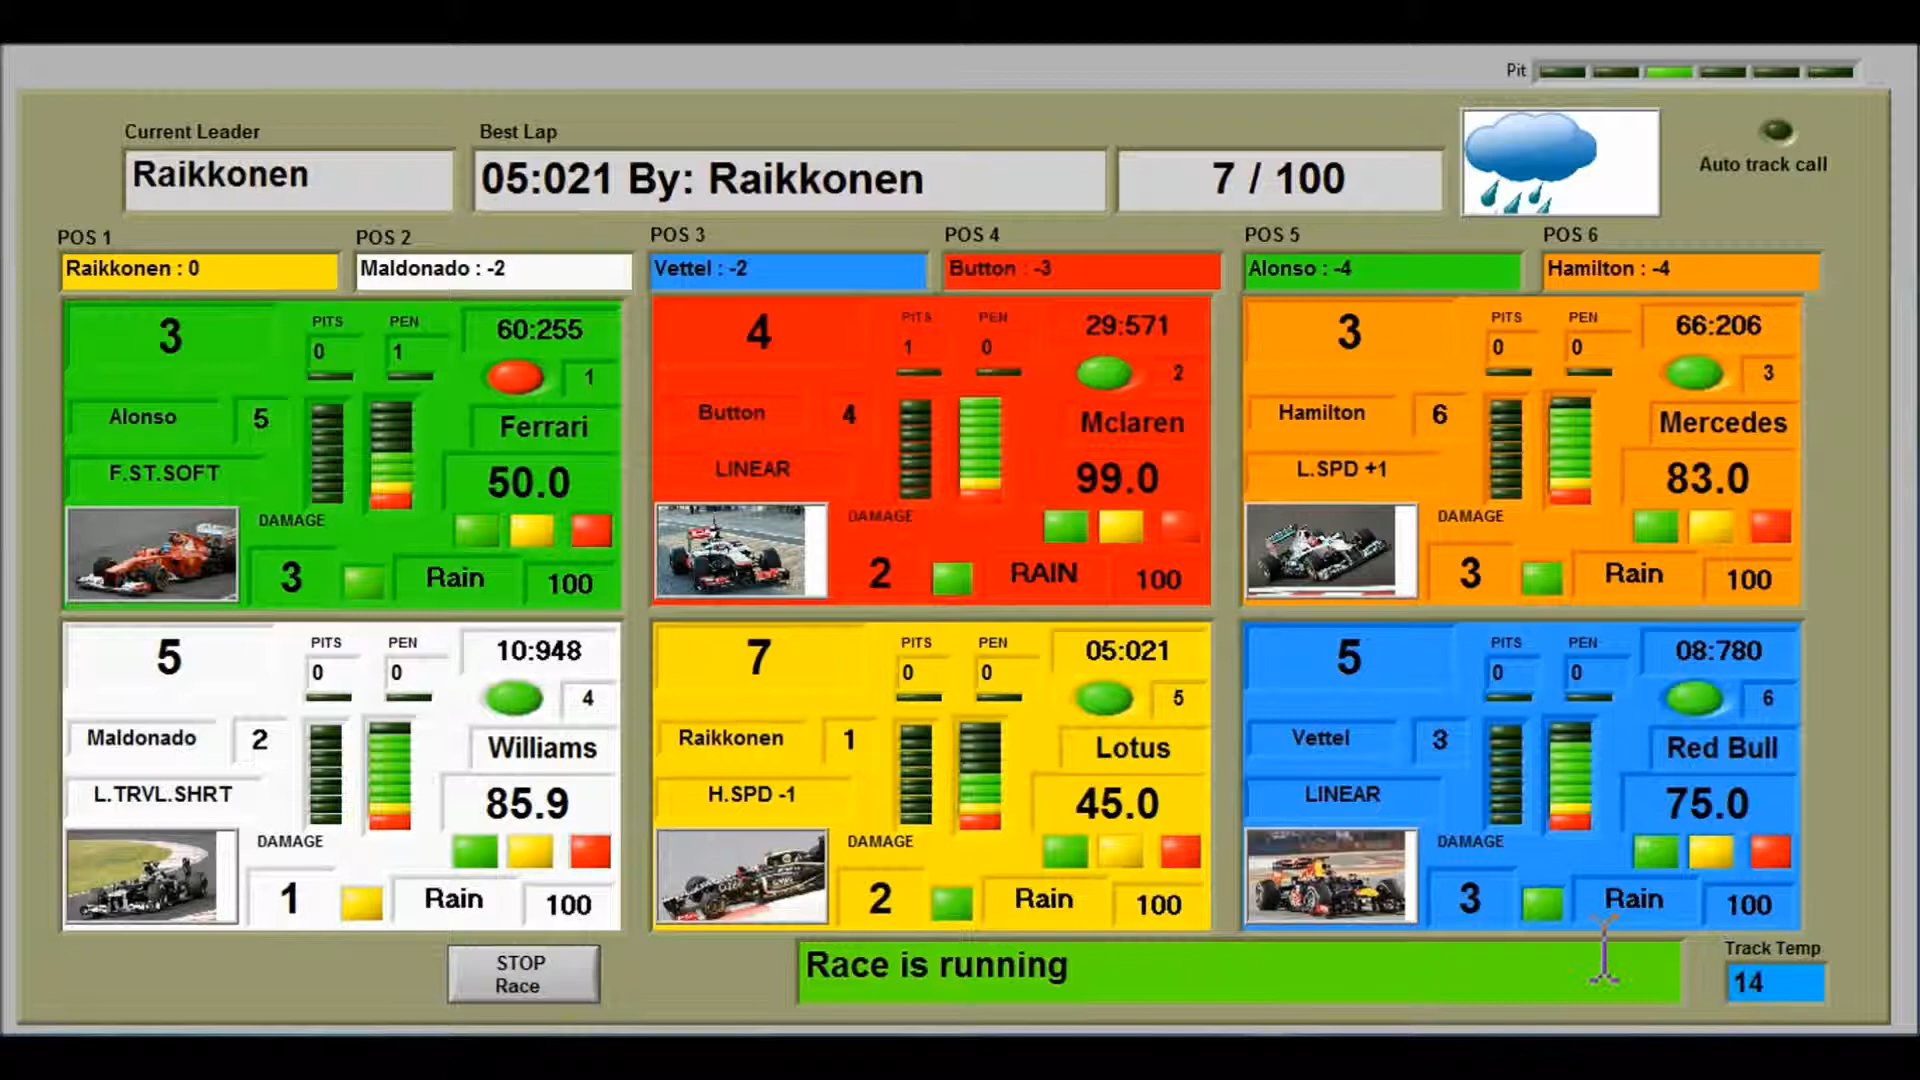 Pit
Current Leader
Best Lap
Raikkonen
05:021 By: Raikkonen
7 / 100
Auto track call
POS 1
POS 2
POS 3
POS 4
POS 5
POS 6
Raikkonen : 0
Maldonado : -2
Vettel : -2
Button : -3
Alonso : -4
Hamilton : -4
3
PITS
0
PEN
1
60:255
1
Alonso
5
Ferrari
F.ST.SOFT
50.0
DAMAGE
3
Rain
100
4
PITS
1
PEN
0
29:571
2
Button
4
Mclaren
LINEAR
99.0
DAMAGE
2
RAIN
100
3
PITS
0
PEN
0
66:206
3
Hamilton
6
Mercedes
L.SPD +1
83.0
DAMAGE
3
Rain
100
5
PITS
0
PEN
0
10:948
4
Maldonado
2
Williams
L.TRVL.SHRT
85.9
DAMAGE
1
Rain
100
7
PITS
0
PEN
0
05:021
5
Raikkonen
1
Lotus
H.SPD -1
45.0
DAMAGE
2
Rain
100
5
PITS
0
PEN
0
08:780
6
Vettel
3
Red Bull
LINEAR
75.0
DAMAGE
3
Rain
100
STOP
Race
Race is running
Track Temp
14